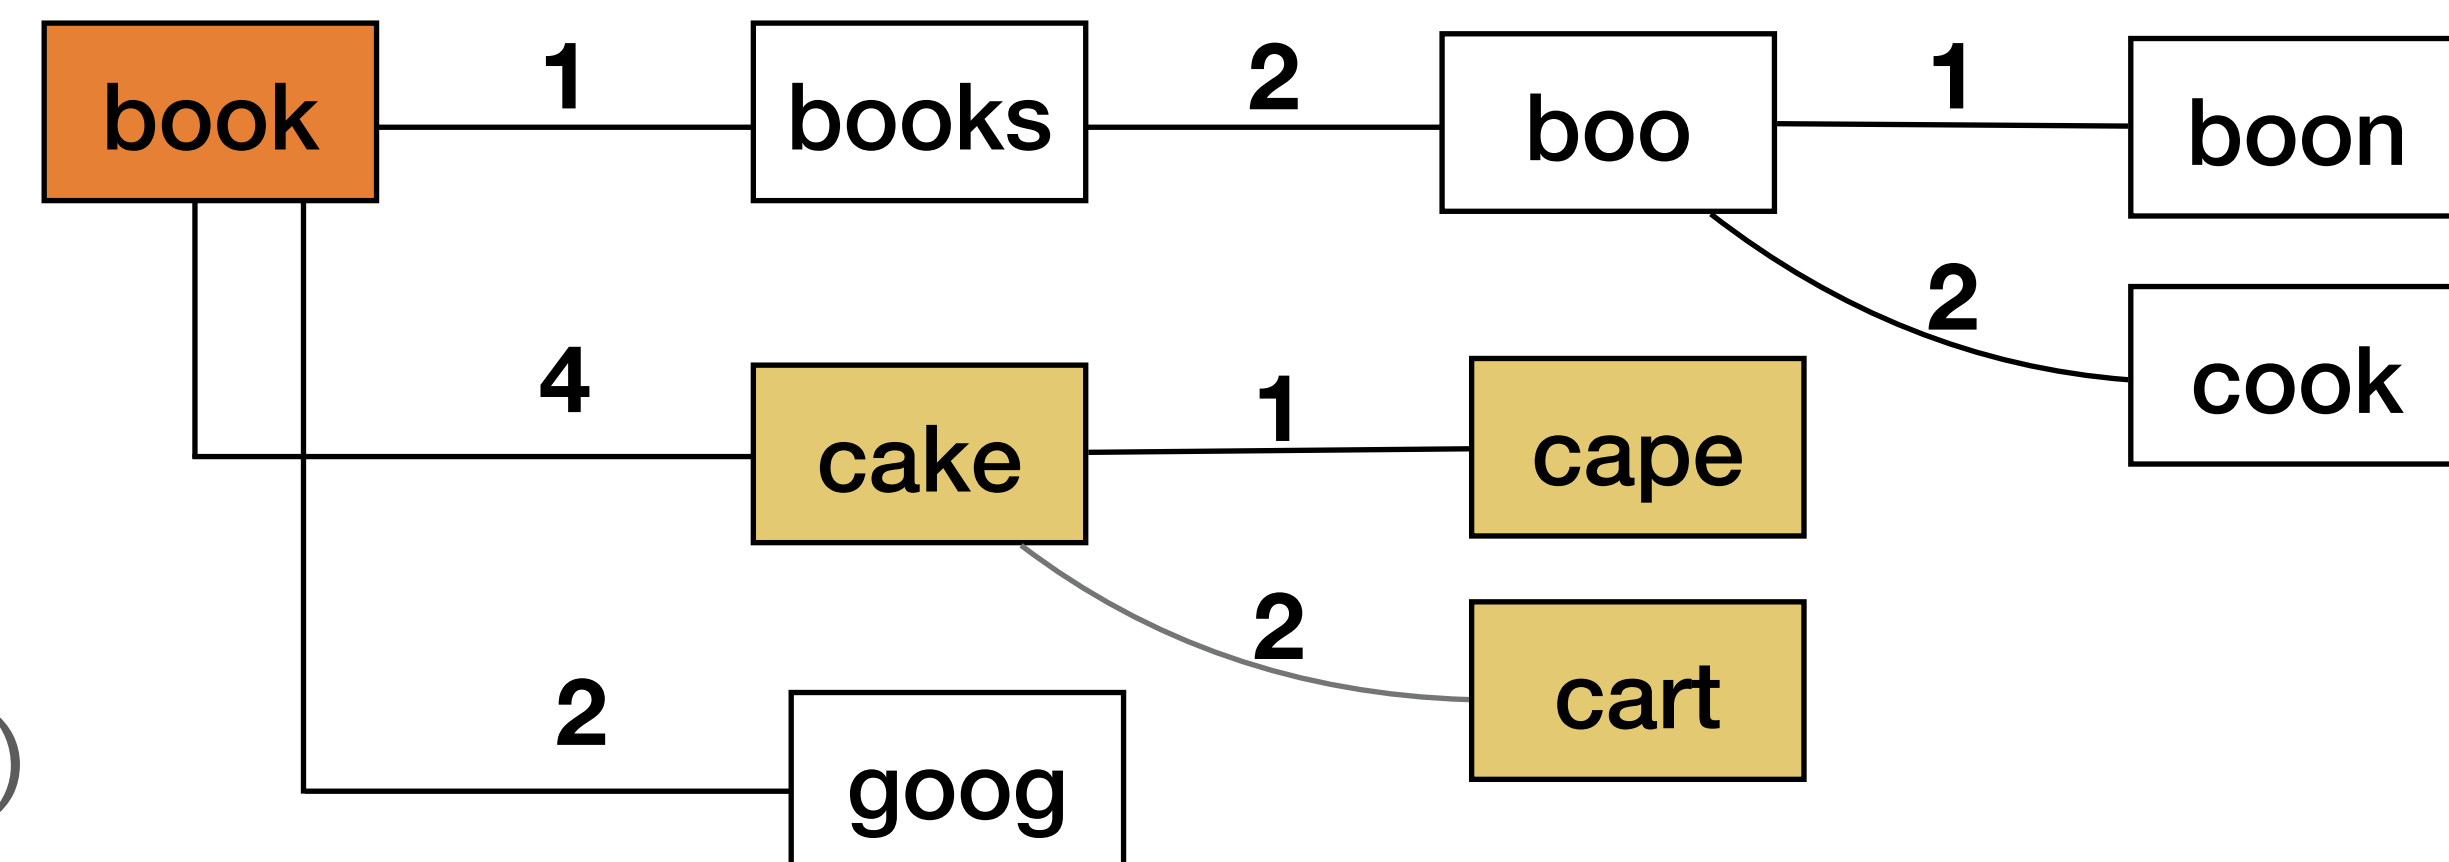 book 1 books 2 boo 1 boon
2 cook
4 cake 1 cape
2 cart
2 goog